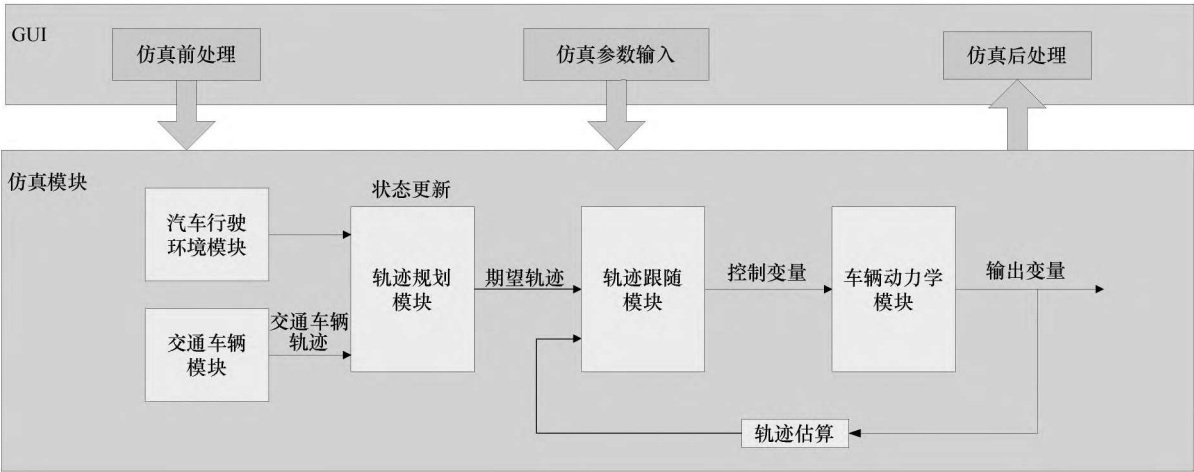 GUI
仿真前处理
仿真参数输入
仿真后处理
仿真模块
汽车行驶
环境模块
状态更新
轨迹规划
模块
期望轨迹
轨迹跟随
模块
控制变量
车辆动力学
模块
输出变量
交通车辆
模块
交通车辆
轨迹
轨迹估算